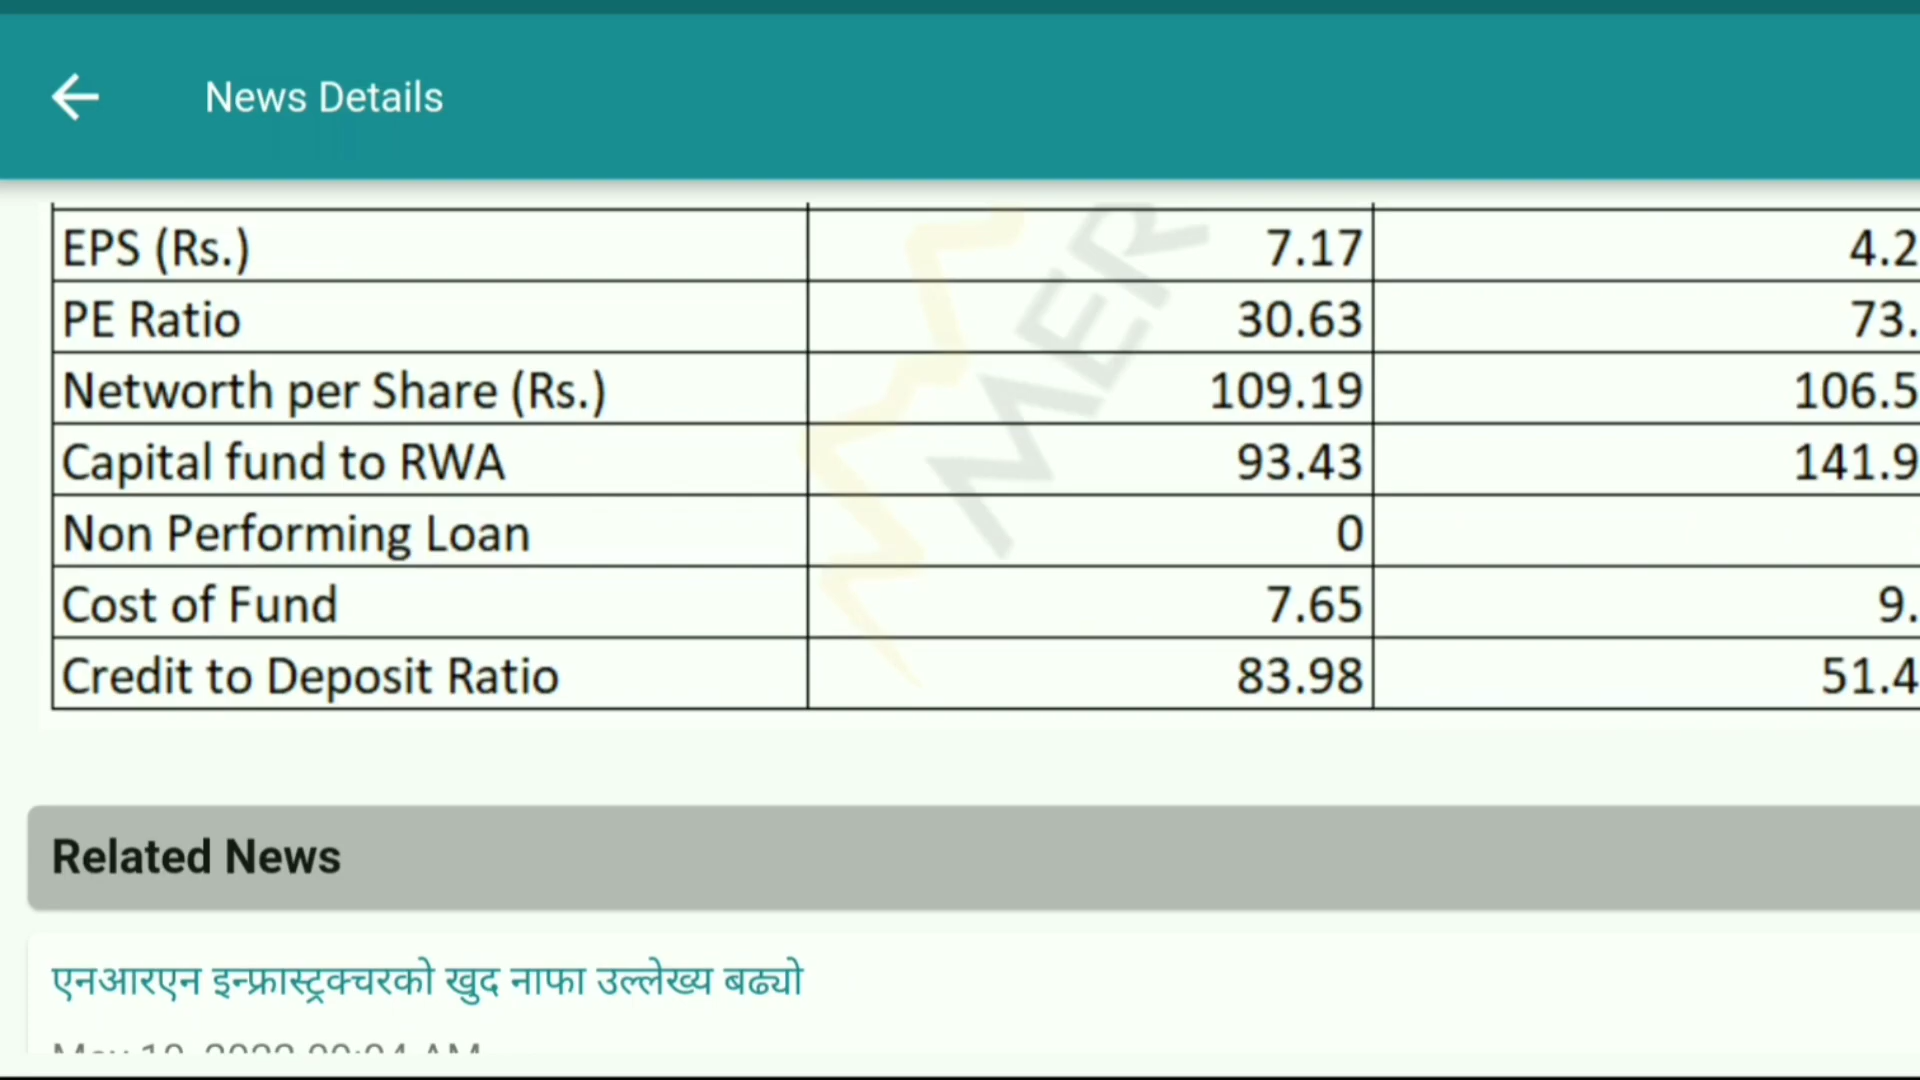 News Details
EPS (Rs.) 7.17 4.2
PE Ratio 30.63 73.
Networth per Share (Rs.) 109.19 106.5
Capital fund to RWA 93.43 141.9
Non Performing Loan 0
Cost of Fund 7.65 9.
Credit to Deposit Ratio 83.98 51.4
MER
Related News
एनआरएन इन्फ्रास्ट्रक्चरको खुद नाफा उल्लेख्य बढ्यो